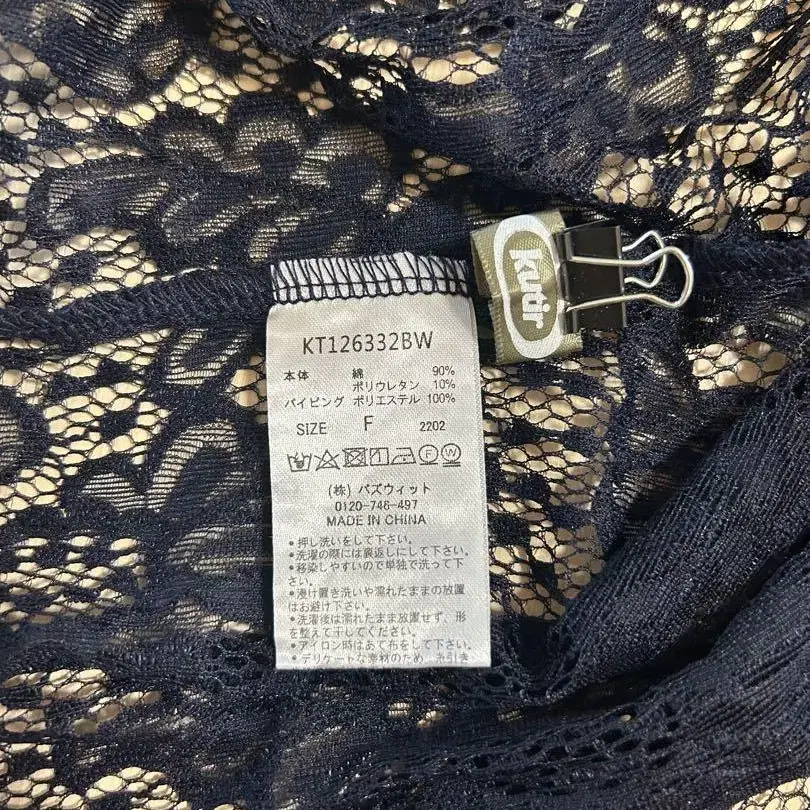 Kutir
KT126332BW
本体 綿 90%
ポリウレタン 10%
パイピング ポリエステル 100%
SIZE F 2202
F W
(株) バズウィット
0120-746-497
MADE IN CHINA
•押し洗いをして下さい。
•洗濯の際には裏返しにして下さい。
•移染しやすいので単独で洗って下
さい。
•浸け置き洗いや濡れたままの放置
はお避け下さい。
•洗濯後は濡れたまま放置せず、形
を整えて干してください。
•アイロン時はあて布をして下さい。
•デリケートな素材のため 糸引き